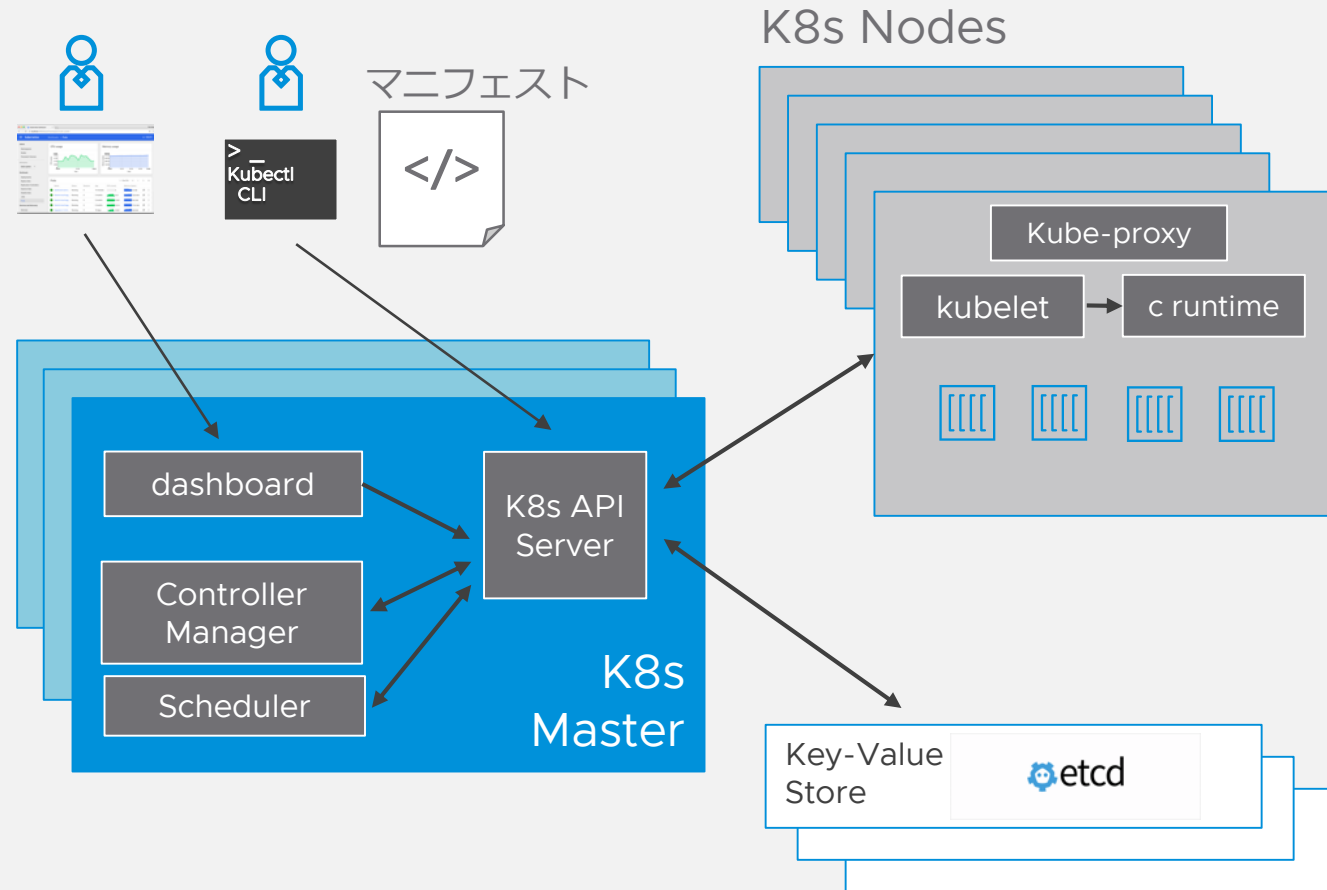 K8s Nodes
マニフェスト
</>
> _
Kubectl
CLI
Kube-proxy
kubelet
c runtime
dashboard
K8s API
Server
Controller
Manager
Scheduler
K8s
Master
Key-Value
Store
etcd